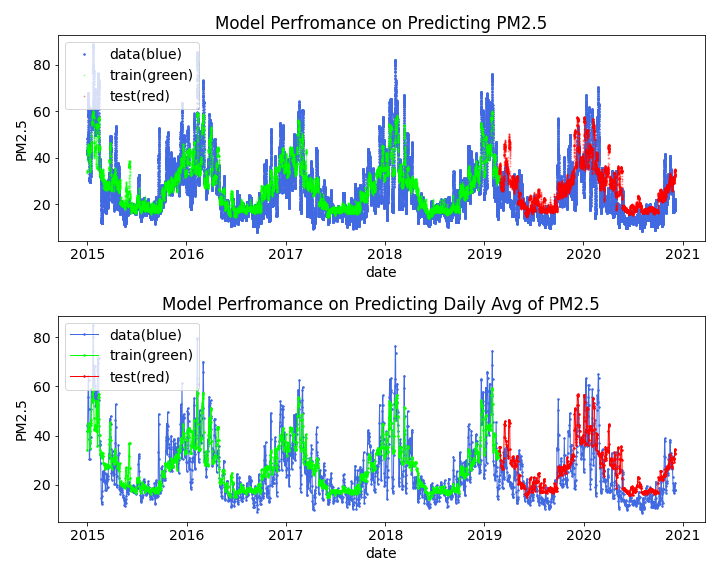 Model Perfromance on Predicting PM2.5
data(blue)
train(green)
test(red)
80
60
40
20
PM2.5
2015 2016 2017 2018 2019 2020 2021
date
Model Perfromance on Predicting Daily Avg of PM2.5
data(blue)
train(green)
test(red)
80
60
40
20
PM2.5
2015 2016 2017 2018 2019 2020 2021
date